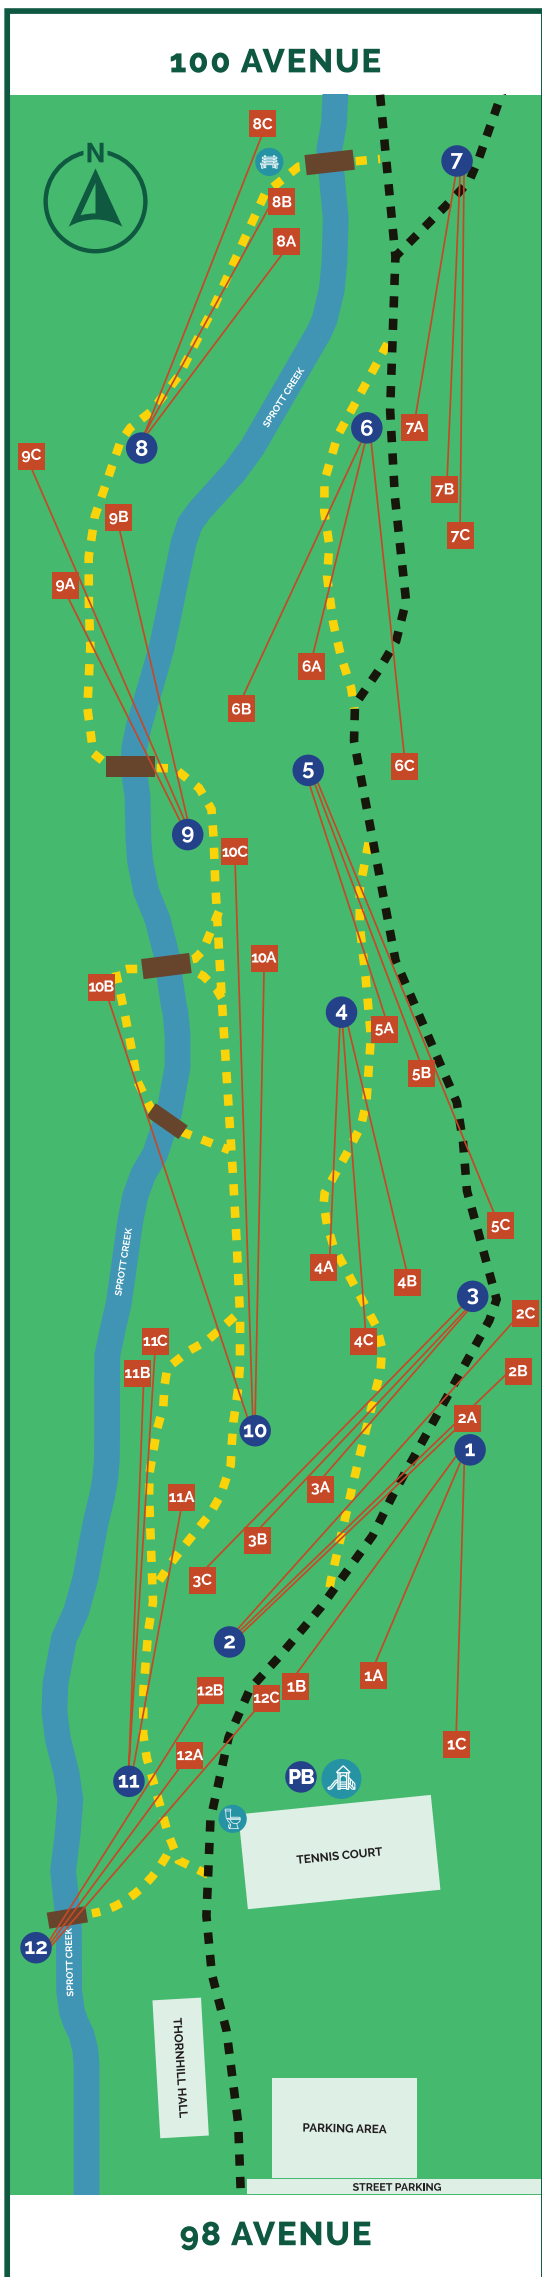 100 AVENUE
8C
N
7
8B
8A
SPROTT CREEK
6
7A
8
9C
7B
9B
7C
9A
6A
6B
6C
5
9
10C
10A
10B
4
5A
5B
5C
SPROTT CREEK
4A
4B
3
2C
11C
4C
11B
2B
2A
10
1
3A
11A
3B
3C
2
1A
1B
12B
12C
1C
12A
PB
11
TENNIS COURT
12
SPROTT CREEK
THORNHILL HALL
PARKING AREA
STREET PARKING
98 AVENUE